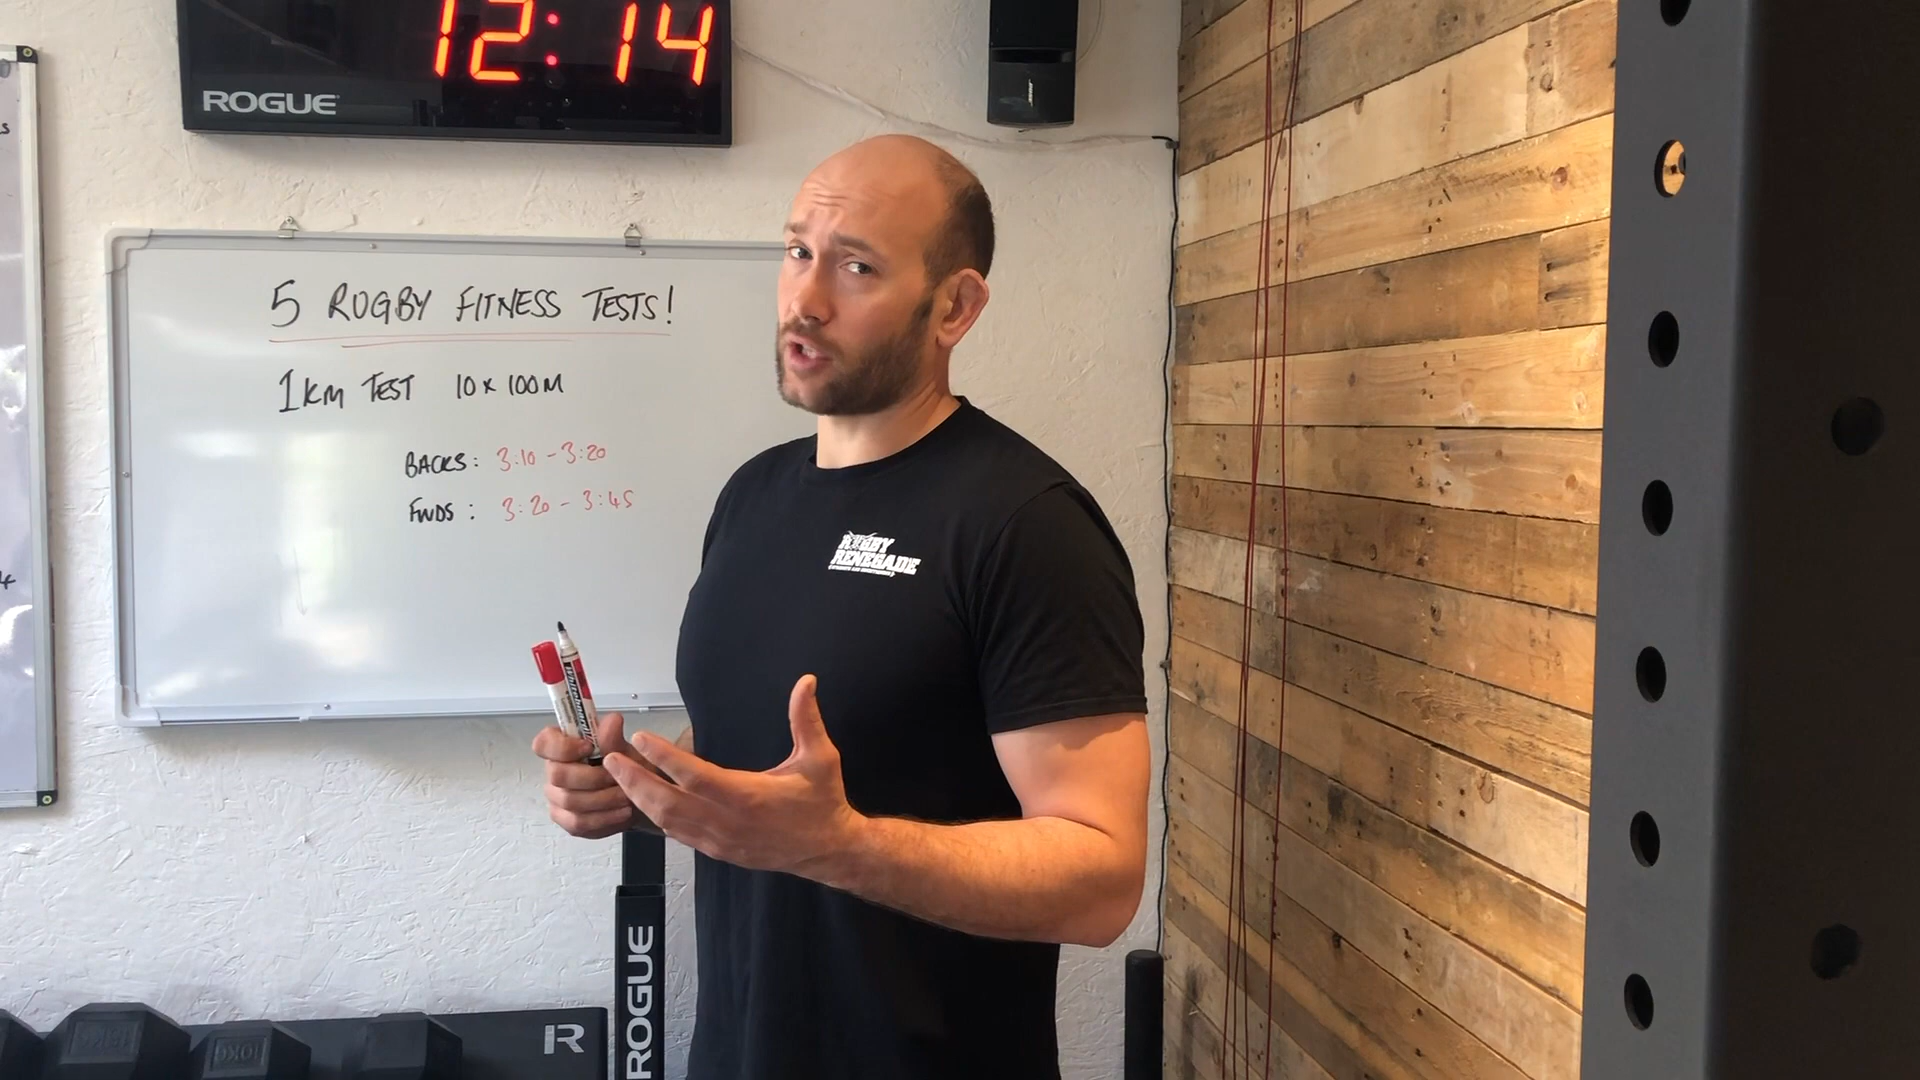 12:14
ROGUE
5 RUGBY FITNESS TESTS!
1KM TEST 10 x 100M
BACKS: 3:10 - 3:20
FWDS: 3:20 - 3:45
RUGBY
RENEGADE
ROGUE
R
10KG